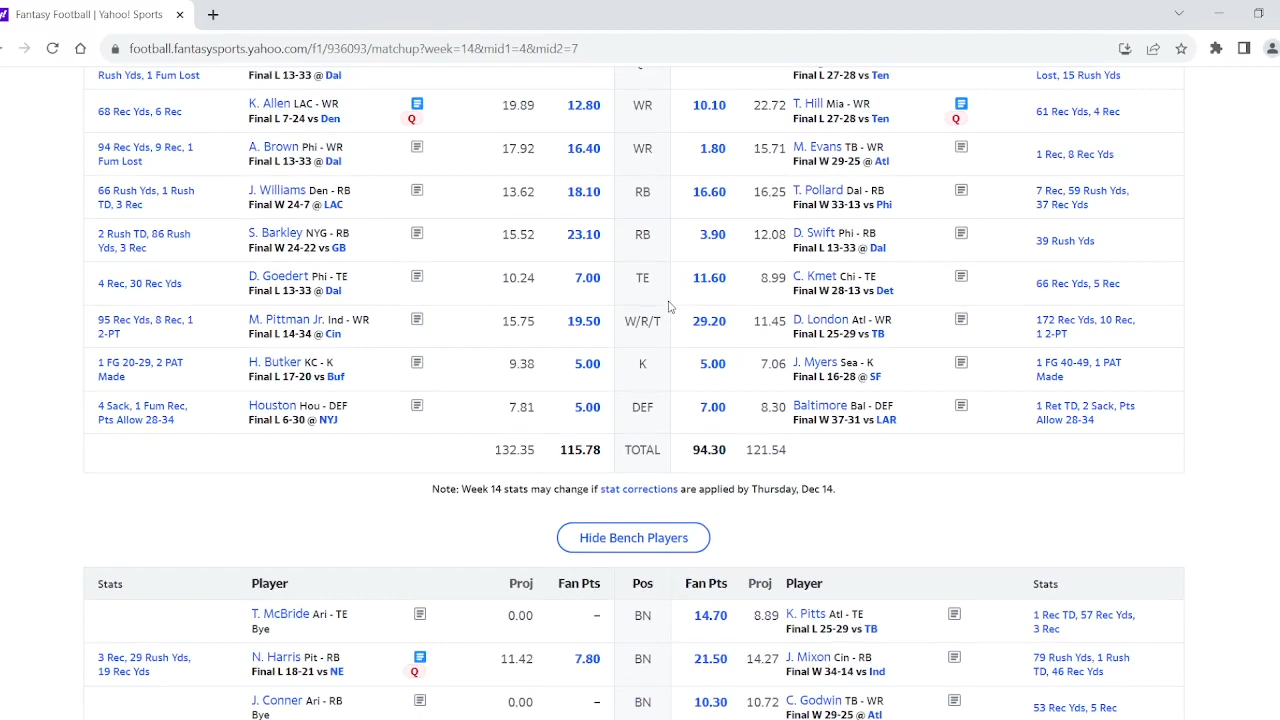 Fantasy Football | Yahoo! Sports
football.fantasysports.yahoo.com/f1/936093/matchup?week=14&mid1=4&mid2=7
Rush Yds, 1 Fum Lost Final L 13-33 @ Dal Final L 27-28 vs Ten Lost, 15 Rush Yds
68 Rec Yds, 6 Rec K. Allen LAC - WR 19.89 12.80 WR 10.10 22.72 T. Hill Mia - WR 61 Rec Yds, 4 Rec
Final L 7-24 vs Den Q Q Final L 27-28 vs Ten
94 Rec Yds, 9 Rec, 1 A. Brown Phi - WR 17.92 16.40 WR 1.80 15.71 M. Evans TB - WR 1 Rec, 8 Rec Yds
Fum Lost Final L 13-33 @ Dal Final W 29-25 @ Atl
66 Rush Yds, 1 Rush J. Williams Den - RB 13.62 18.10 RB 16.60 16.25 T. Pollard Dal - RB 7 Rec, 59 Rush Yds,
TD, 3 Rec Final W 24-7 @ LAC Final W 33-13 vs Phi 37 Rec Yds
2 Rush TD, 86 Rush S. Barkley NYG - RB 15.52 23.10 RB 3.90 12.08 D. Swift Phi - RB 39 Rush Yds
Yds, 3 Rec Final W 24-22 vs GB Final L 13-33 @ Dal
4 Rec, 30 Rec Yds D. Goedert Phi - TE 10.24 7.00 TE 11.60 8.99 C. Kmet Chi - TE 66 Rec Yds, 5 Rec
Final L 13-33 @ Dal Final W 28-13 vs Det
95 Rec Yds, 8 Rec, 1 M. Pittman Jr. Ind - WR 15.75 19.50 W/R/T 29.20 11.45 D. London Atl - WR 172 Rec Yds, 10 Rec,
2-PT Final L 14-34 @ Cin Final L 25-29 vs TB 1 2-PT
1 FG 20-29, 2 PAT H. Butker KC - K 9.38 5.00 K 5.00 7.06 J. Myers Sea - K 1 FG 40-49, 1 PAT
Made Final L 17-20 vs Buf Final L 16-28 @ SF Made
4 Sack, 1 Fum Rec, Houston Hou - DEF 7.81 5.00 DEF 7.00 8.30 Baltimore Bal - DEF 1 Ret TD, 2 Sack, Pts
Pts Allow 28-34 Final L 6-30 @ NYJ Final W 37-31 vs LAR Allow 28-34
132.35 115.78 TOTAL 94.30 121.54
Note: Week 14 stats may change if stat corrections are applied by Thursday, Dec 14.
Hide Bench Players
Stats Player Proj Fan Pts Pos Fan Pts Proj Player Stats
T. McBride Ari - TE 0.00 – BN 14.70 8.89 K. Pitts Atl - TE 1 Rec TD, 57 Rec Yds,
Bye Final L 25-29 vs TB 3 Rec
3 Rec, 29 Rush Yds, N. Harris Pit - RB 11.42 7.80 BN 21.50 14.27 J. Mixon Cin - RB 79 Rush Yds, 1 Rush
19 Rec Yds Final L 18-21 vs NE Q Final W 34-14 vs Ind TD, 46 Rec Yds
J. Conner Ari - RB 0.00 – BN 10.30 10.72 C. Godwin TB - WR 53 Rec Yds, 5 Rec
Bye Final W 29-25 @ Atl